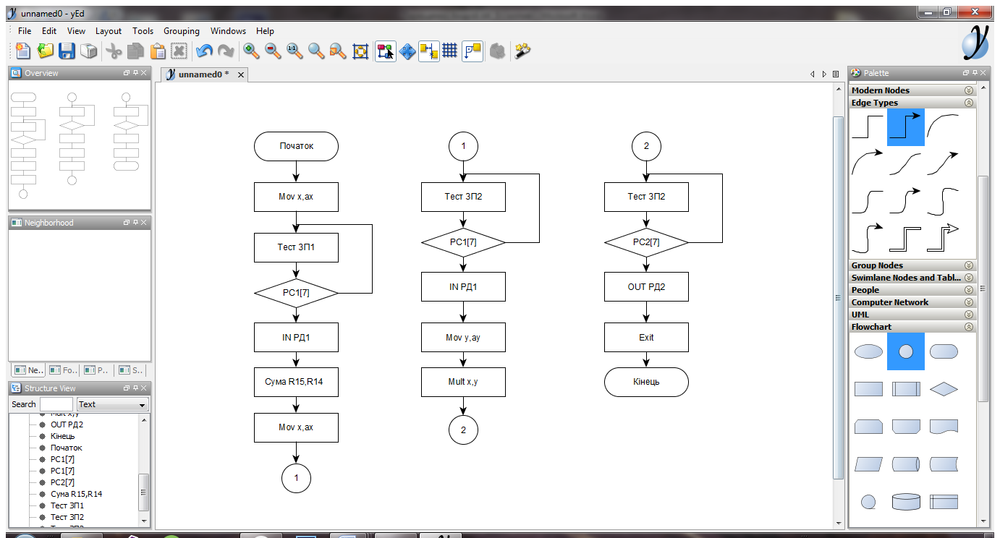 unnamed0 - yEd
File Edit View Layout Tools Grouping Windows Help
Overview
unnamed0 *
Palette
Modern Nodes
Edge Types
Group Nodes
Swimlane Nodes and Tabl...
People
Computer Network
UML
Flowchart
Neighborhood
Ne.. Fo.. P.. S..
Structure View
Search Text
Mult x,y
OUT РД2
Кінець
Початок
РС1[7]
РС1[7]
РС2[7]
Сума R15,R14
Тест ЗП1
Тест ЗП2
Тест ЗП2
Початок
Mov x,ax
Тест ЗП1
РС1[7]
IN РД1
Сума R15,R14
Mov x,ax
1
1
Тест ЗП2
РС1[7]
IN РД1
Mov y,ay
Mult x,y
2
2
Тест ЗП2
РС2[7]
OUT РД2
Exit
Кінець